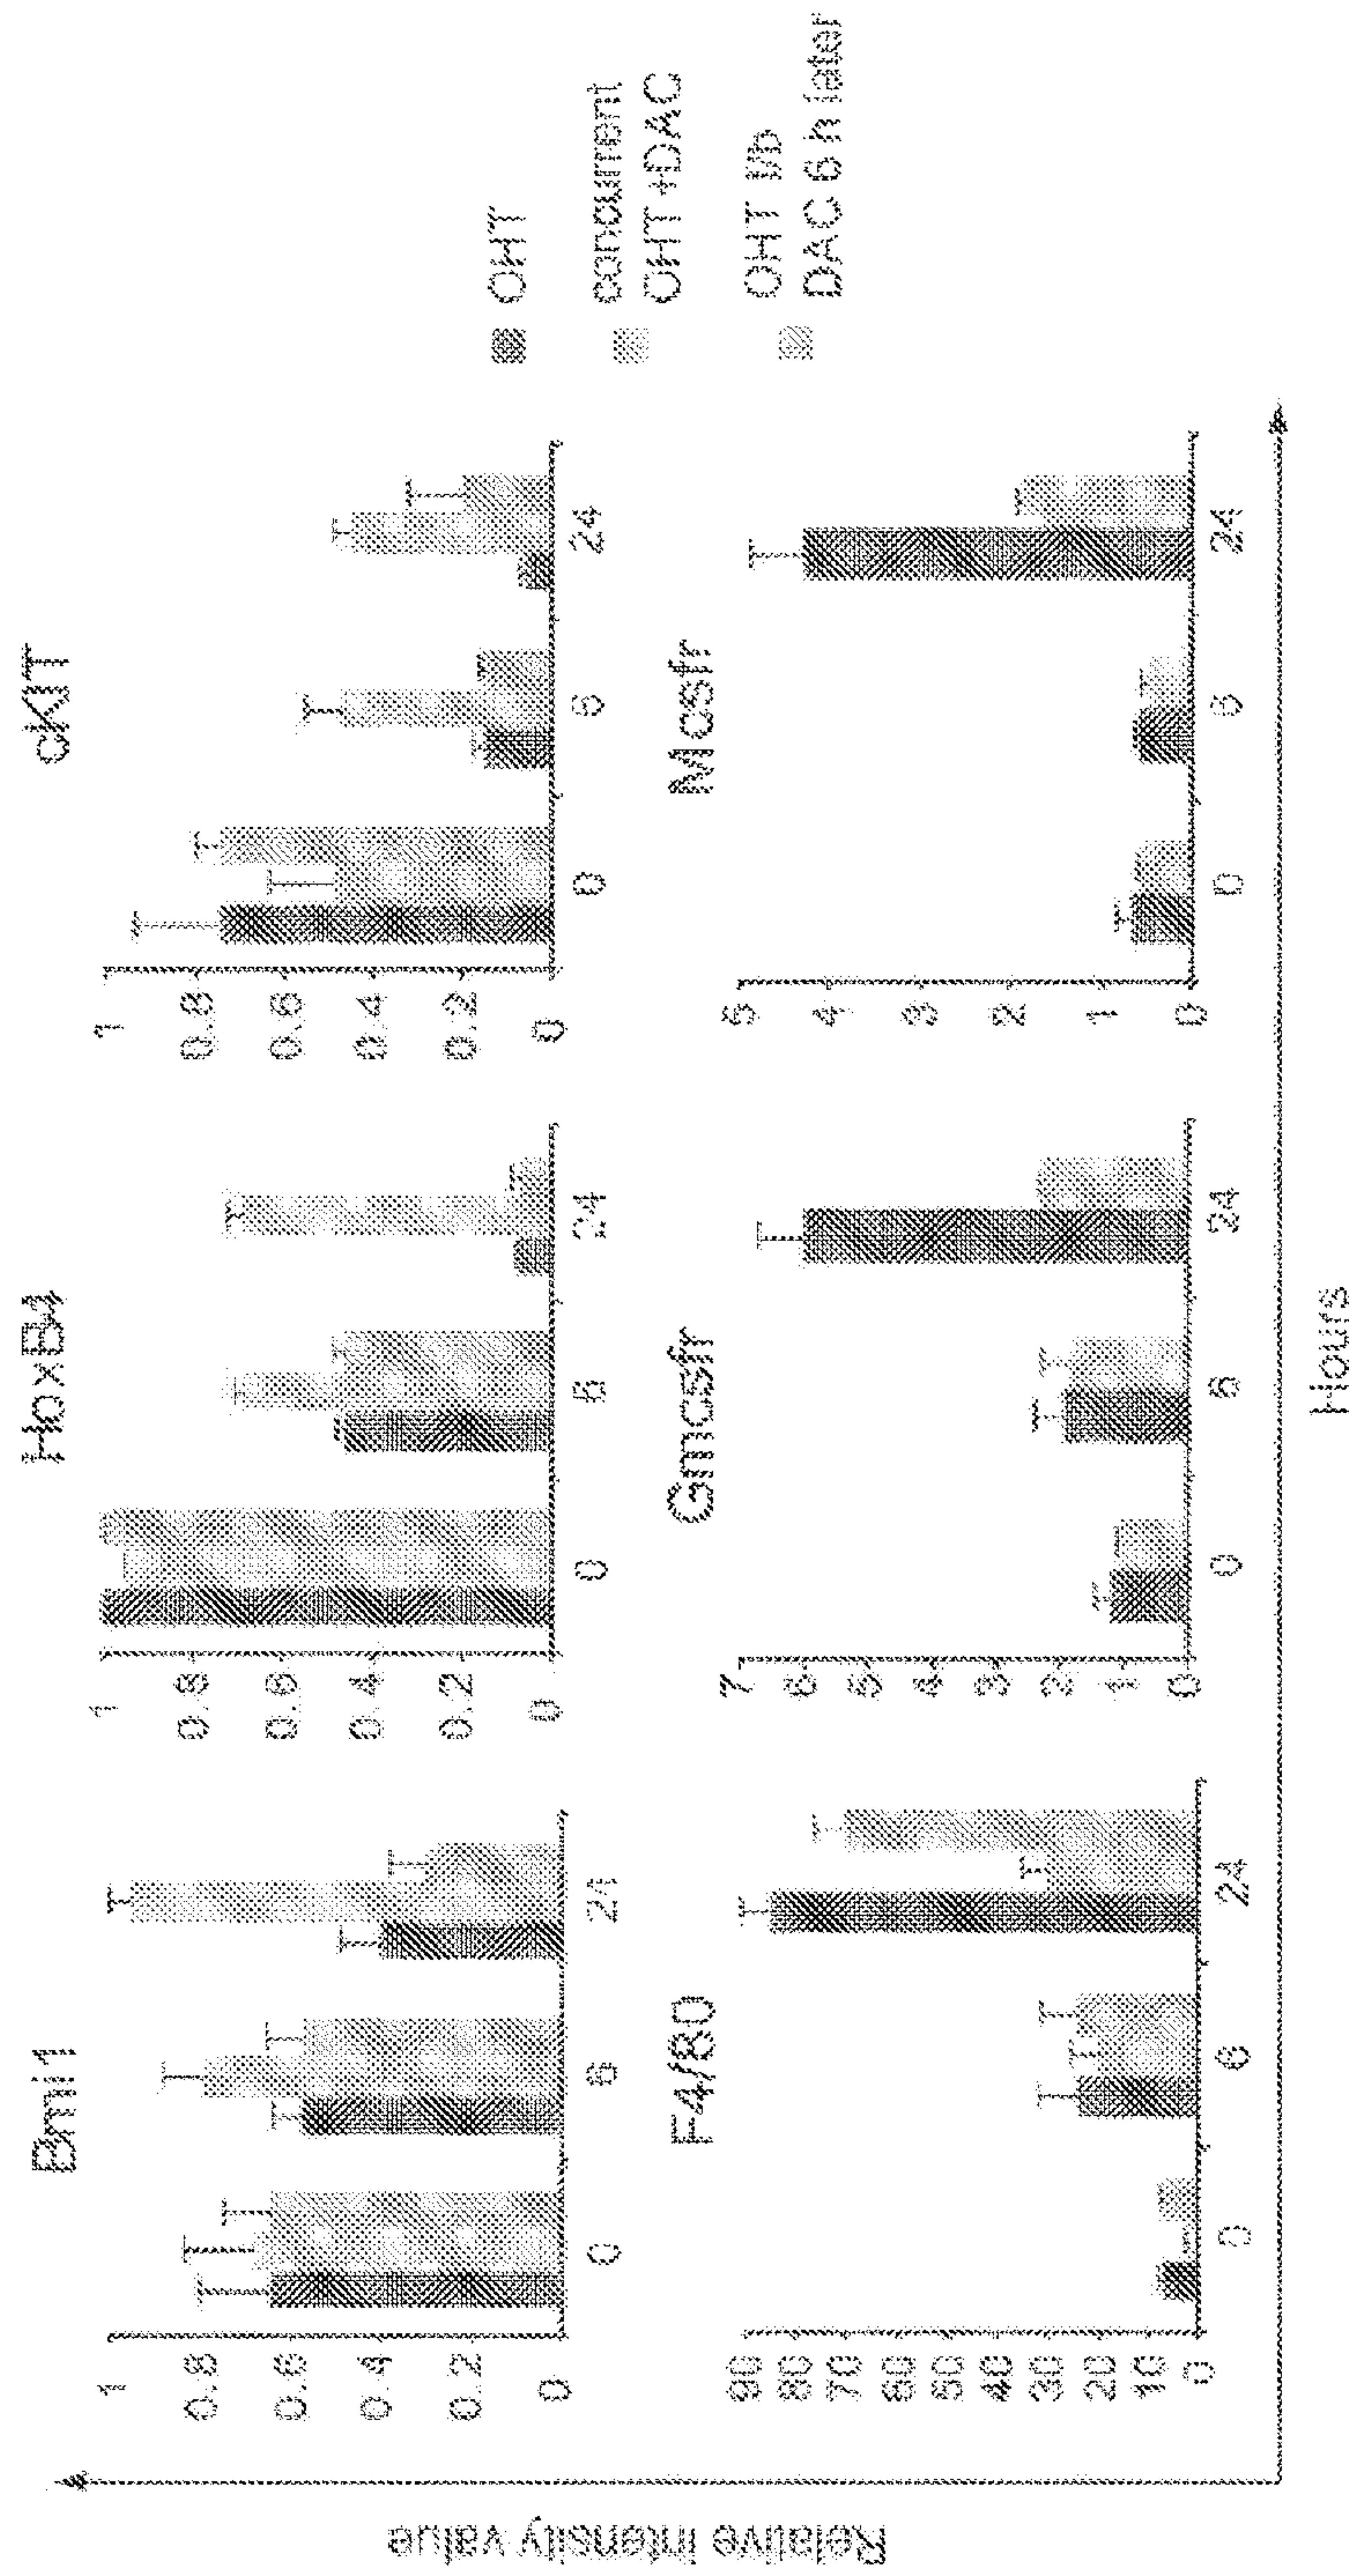 Bmi1
1
0.8
0.6
0.4
0.2
0
0 6 24
HoxB4
1
0.8
0.6
0.4
0.2
0
0 6 24
cKIT
1
0.8
0.6
0.4
0.2
0
0 6 24
F4/80
90
80
70
60
50
40
30
20
10
0
0 6 24
Gmcsfr
7
6
5
4
3
2
1
0
0 6 24
Mcsfr
5
4
3
2
1
0
0 6 24
OHT
concurrent
OHT +DAC
OHT f/b
DAC 6 h later
Relative intensity value
Hours